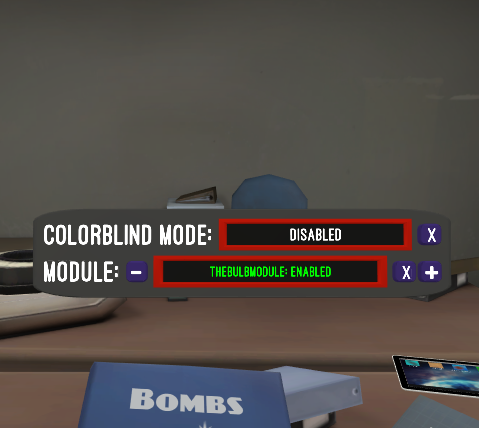 COLORBLIND MODE: DISABLED X
MODULE: − THEBULBMODULE: ENABLED X +
BOMBS